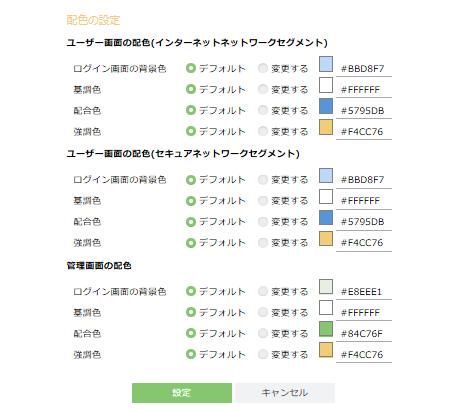 配色の設定
ユーザー画面の配色(インターネットネットワークセグメント)
ログイン画面の背景色 デフォルト 変更する #BBD8F7
基調色 デフォルト 変更する #FFFFFF
配合色 デフォルト 変更する #5795DB
強調色 デフォルト 変更する #F4CC76
ユーザー画面の配色(セキュアネットワークセグメント)
ログイン画面の背景色 デフォルト 変更する #BBD8F7
基調色 デフォルト 変更する #FFFFFF
配合色 デフォルト 変更する #5795DB
強調色 デフォルト 変更する #F4CC76
管理画面の配色
ログイン画面の背景色 デフォルト 変更する #E8EEE1
基調色 デフォルト 変更する #FFFFFF
配合色 デフォルト 変更する #84C76F
強調色 デフォルト 変更する #F4CC76
設定 キャンセル